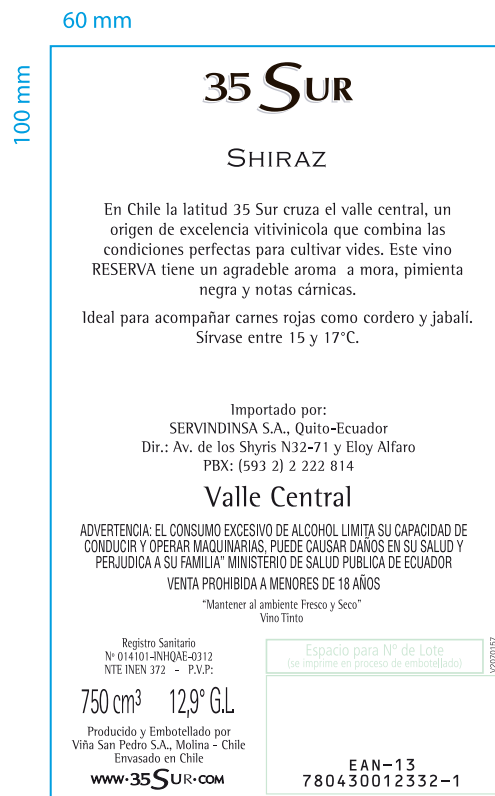 60 mm
100 mm
35 SUR
SHIRAZ
En Chile la latitud 35 Sur cruza el valle central, un
origen de excelencia vitivinicola que combina las
condiciones perfectas para cultivar vides. Este vino
RESERVA tiene un agradeble aroma a mora, pimienta
negra y notas cárnicas.
Ideal para acompañar carnes rojas como cordero y jabalí.
Sírvase entre 15 y 17°C.
Importado por:
SERVINDINSA S.A., Quito-Ecuador
Dir.: Av. de los Shyris N32-71 y Eloy Alfaro
PBX: (593 2) 2 222 814
Valle Central
ADVERTENCIA: EL CONSUMO EXCESIVO DE ALCOHOL LIMITA SU CAPACIDAD DE
CONDUCIR Y OPERAR MAQUINARIAS, PUEDE CAUSAR DAÑOS EN SU SALUD Y
PERJUDICA A SU FAMILIA" MINISTERIO DE SALUD PUBLICA DE ECUADOR
VENTA PROHIBIDA A MENORES DE 18 AÑOS
"Mantener al ambiente Fresco y Seco"
Vino Tinto
Registro Sanitario
Nº 014101-INHQAE-0312
NTE INEN 372 - P.V.P:
750 cm³ 12,9° G.L.
Producido y Embotellado por
Viña San Pedro S.A., Molina - Chile
Envasado en Chile
WWW·35SUR·COM
Espacio para Nº de Lote
(se imprime en proceso de embotellado)
V2070157
EAN-13
780430012332-1